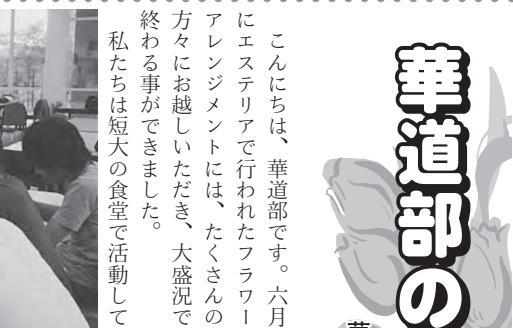 華道部の
こんにちは、華道部です。六月
にエステリアで行われたフラワー
アレンジメントには、たくさんの
方々にお越しいただき、大盛況で
終わる事ができました。
私たちは短大の食堂で活動して